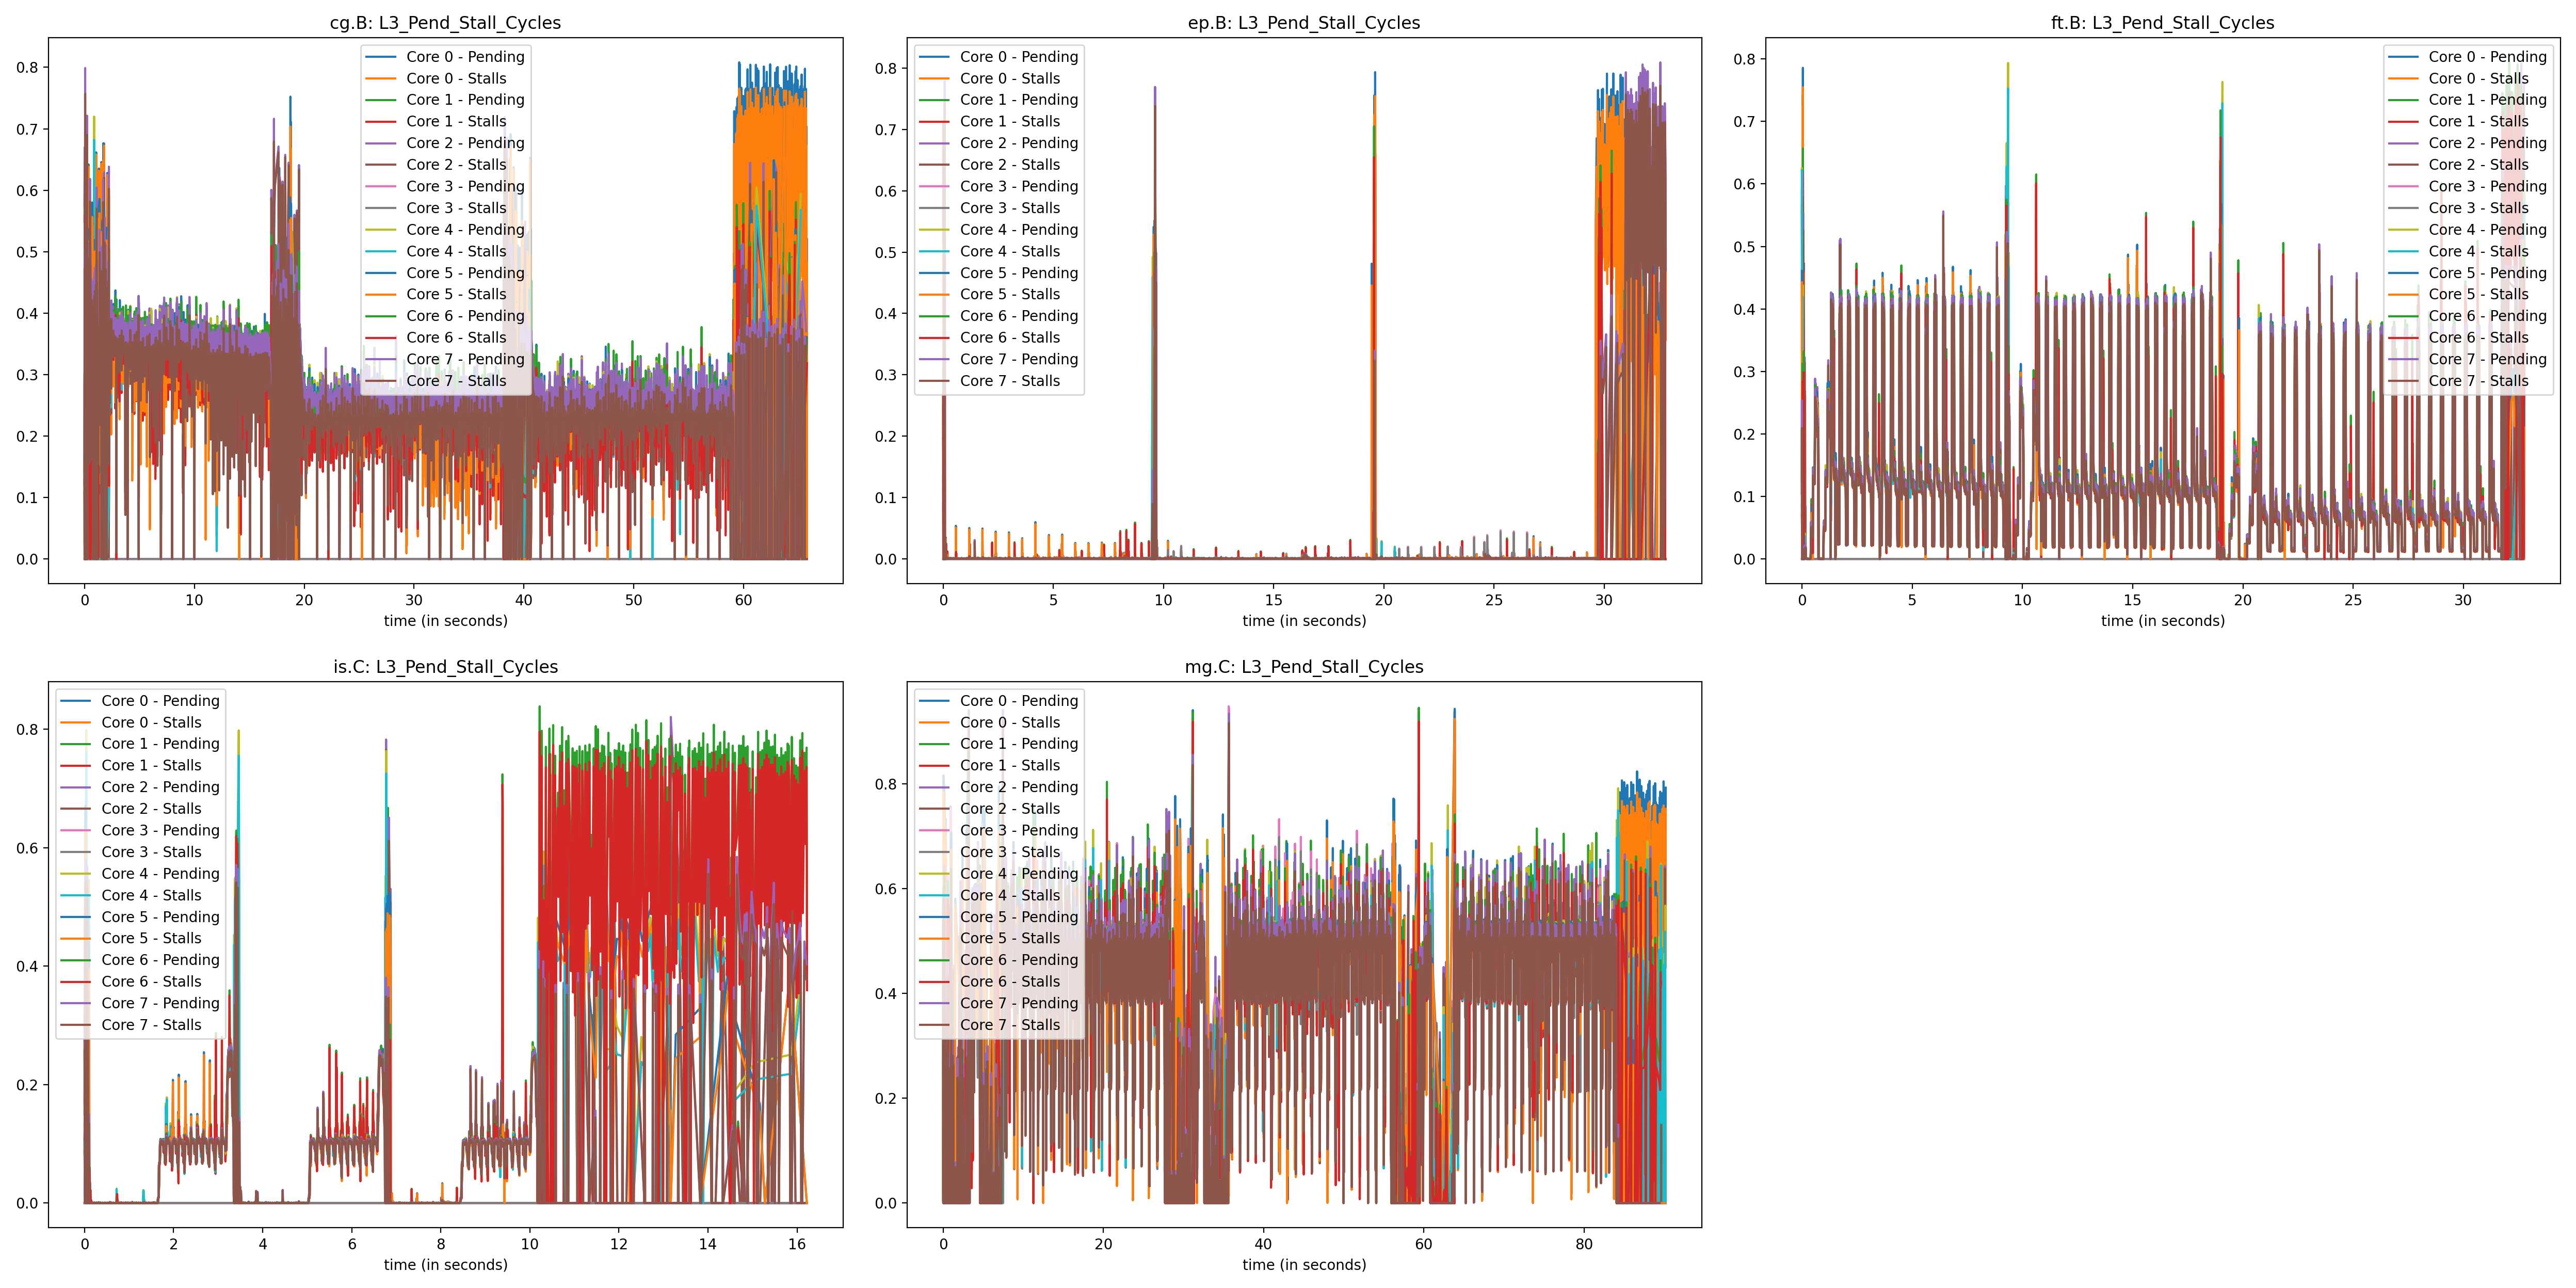 cg.B: L3_Pend_Stall_Cycles
0.8
0.7
0.6
0.5
0.4
0.3
0.2
0.1
0.0
Core 0 - Pending
Core 0 - Stalls
Core 1 - Pending
Core 1 - Stalls
Core 2 - Pending
Core 2 - Stalls
Core 3 - Pending
Core 3 - Stalls
Core 4 - Pending
Core 4 - Stalls
Core 5 - Pending
Core 5 - Stalls
Core 6 - Pending
Core 6 - Stalls
Core 7 - Pending
Core 7 - Stalls
0 10 20 30 40 50 60
time (in seconds)
ep.B: L3_Pend_Stall_Cycles
0.8
0.7
0.6
0.5
0.4
0.3
0.2
0.1
0.0
Core 0 - Pending
Core 0 - Stalls
Core 1 - Pending
Core 1 - Stalls
Core 2 - Pending
Core 2 - Stalls
Core 3 - Pending
Core 3 - Stalls
Core 4 - Pending
Core 4 - Stalls
Core 5 - Pending
Core 5 - Stalls
Core 6 - Pending
Core 6 - Stalls
Core 7 - Pending
Core 7 - Stalls
0 5 10 15 20 25 30
time (in seconds)
ft.B: L3_Pend_Stall_Cycles
0.8
0.7
0.6
0.5
0.4
0.3
0.2
0.1
0.0
Core 0 - Pending
Core 0 - Stalls
Core 1 - Pending
Core 1 - Stalls
Core 2 - Pending
Core 2 - Stalls
Core 3 - Pending
Core 3 - Stalls
Core 4 - Pending
Core 4 - Stalls
Core 5 - Pending
Core 5 - Stalls
Core 6 - Pending
Core 6 - Stalls
Core 7 - Pending
Core 7 - Stalls
0 5 10 15 20 25 30
time (in seconds)
is.C: L3_Pend_Stall_Cycles
0.8
0.6
0.4
0.2
0.0
Core 0 - Pending
Core 0 - Stalls
Core 1 - Pending
Core 1 - Stalls
Core 2 - Pending
Core 2 - Stalls
Core 3 - Pending
Core 3 - Stalls
Core 4 - Pending
Core 4 - Stalls
Core 5 - Pending
Core 5 - Stalls
Core 6 - Pending
Core 6 - Stalls
Core 7 - Pending
Core 7 - Stalls
0 2 4 6 8 10 12 14 16
time (in seconds)
mg.C: L3_Pend_Stall_Cycles
0.8
0.6
0.4
0.2
0.0
Core 0 - Pending
Core 0 - Stalls
Core 1 - Pending
Core 1 - Stalls
Core 2 - Pending
Core 2 - Stalls
Core 3 - Pending
Core 3 - Stalls
Core 4 - Pending
Core 4 - Stalls
Core 5 - Pending
Core 5 - Stalls
Core 6 - Pending
Core 6 - Stalls
Core 7 - Pending
Core 7 - Stalls
0 20 40 60 80
time (in seconds)